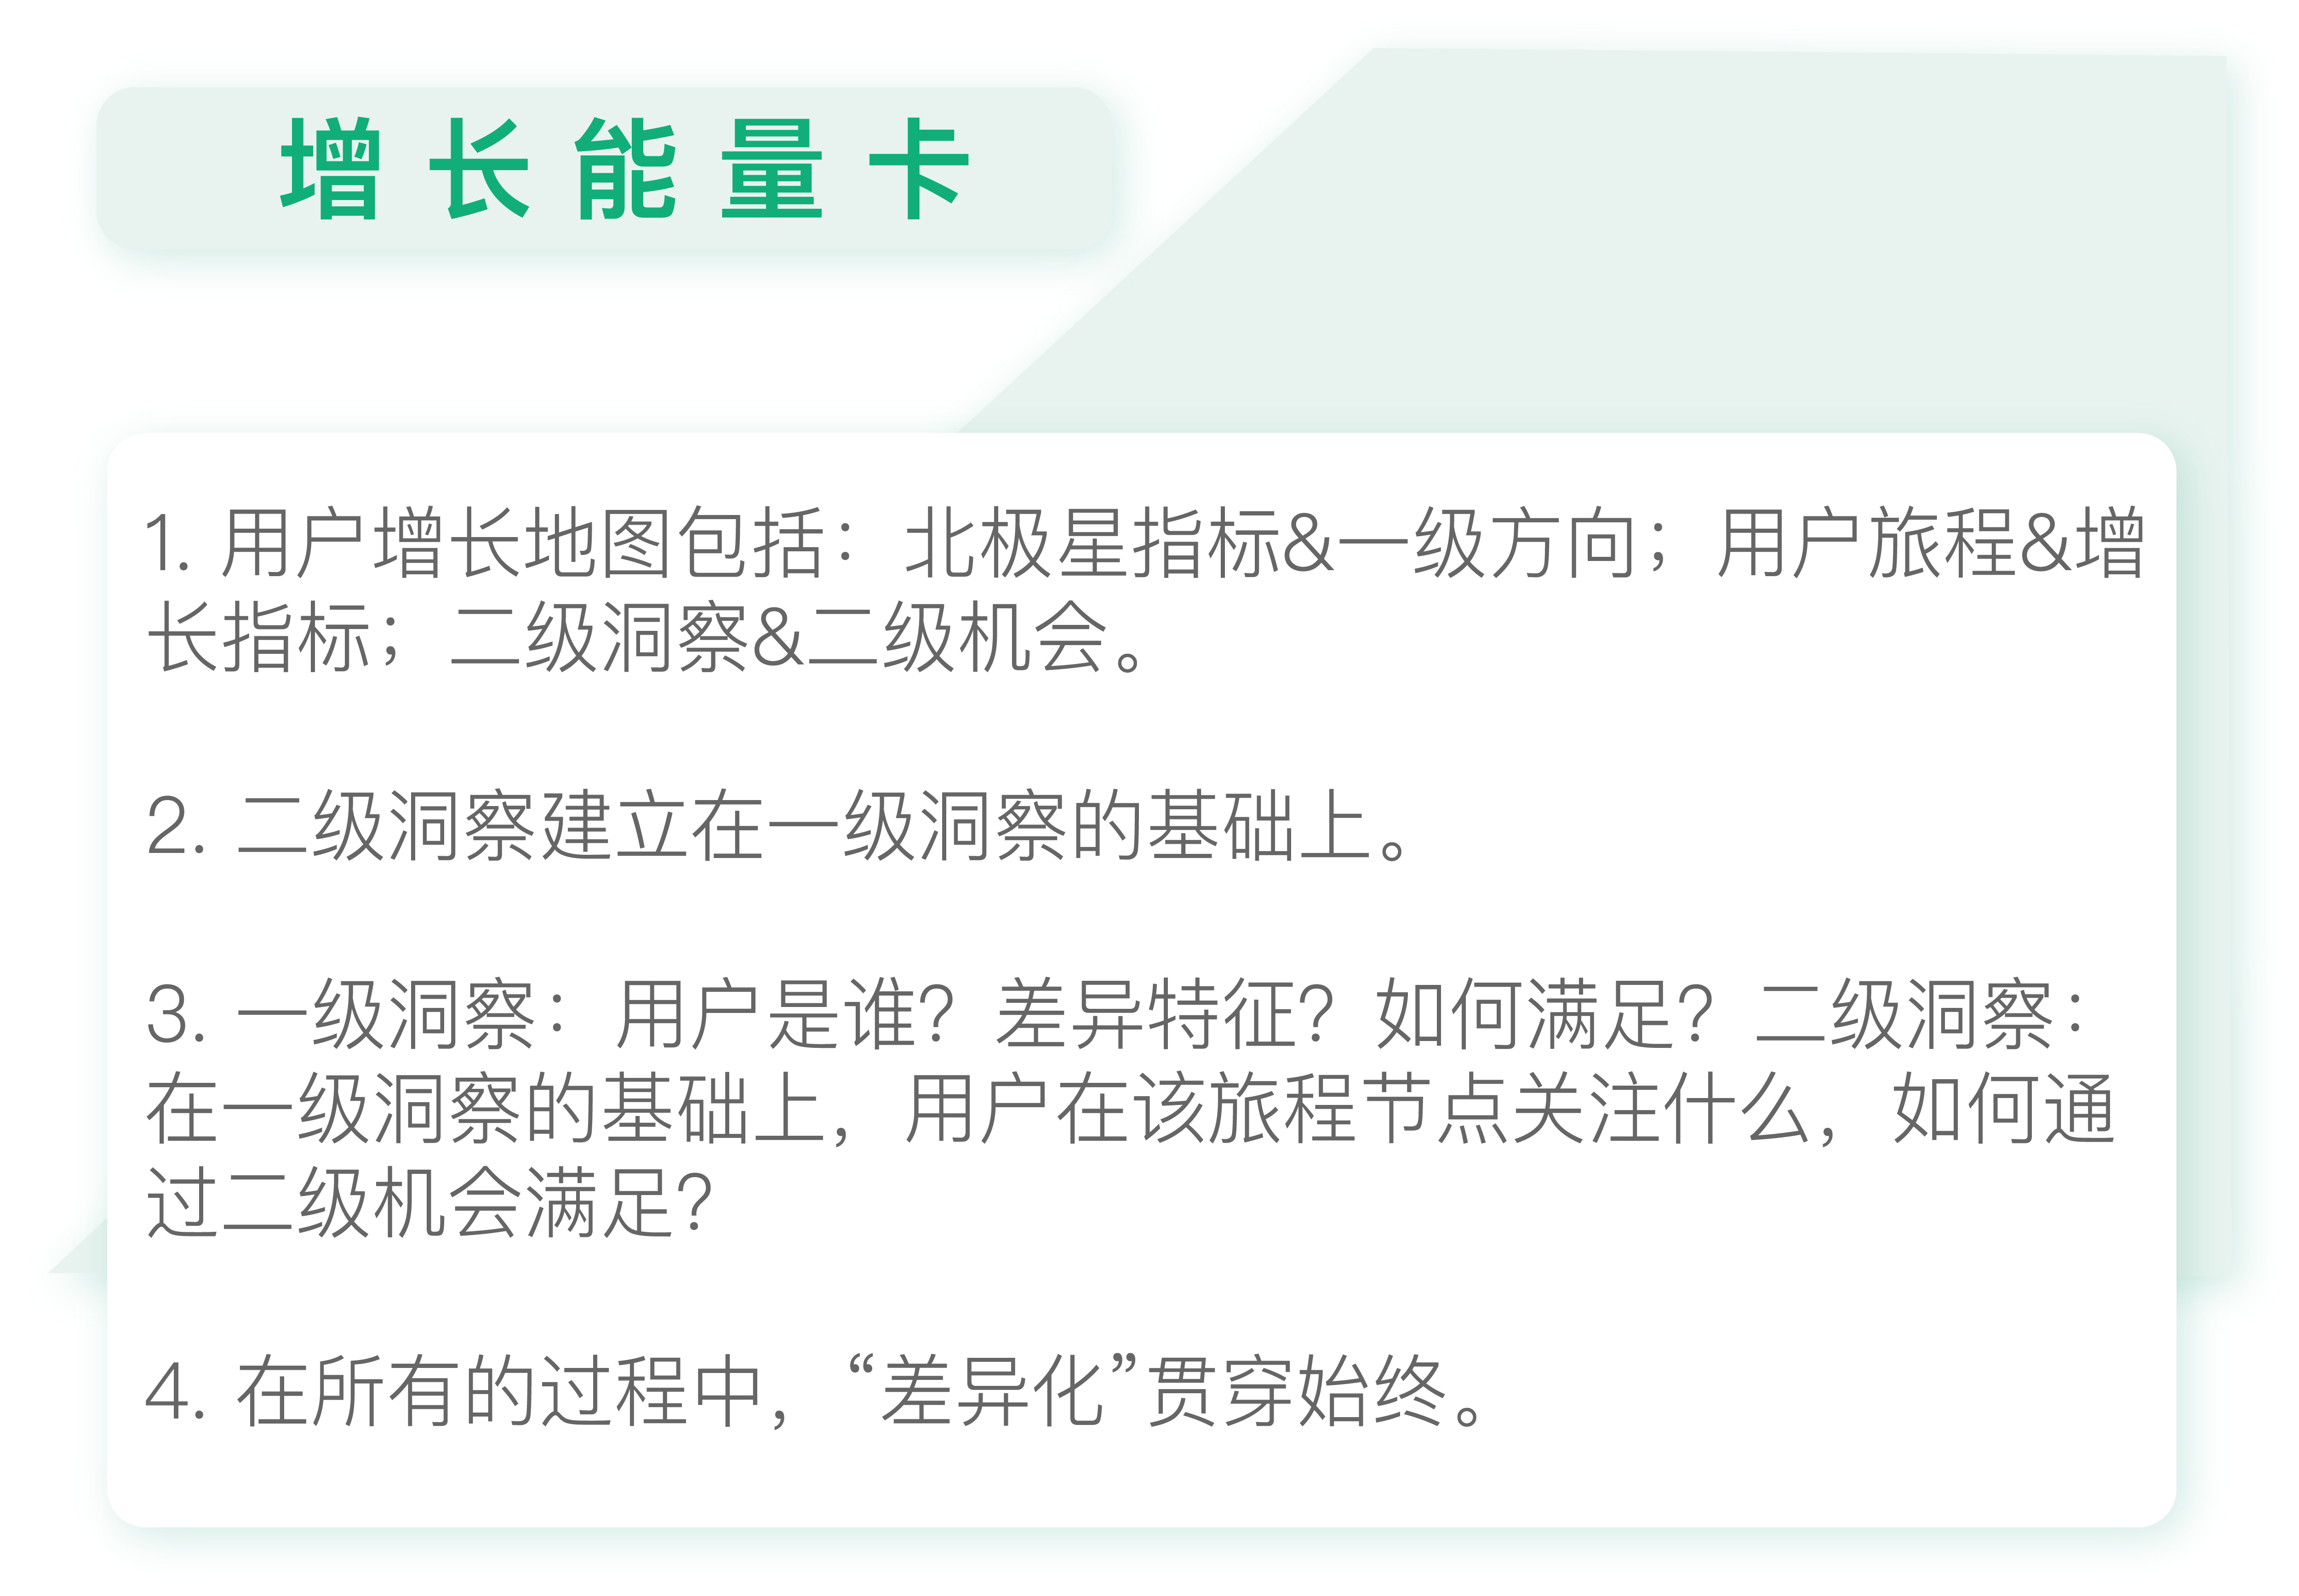 增长能量卡
1. 用户增长地图包括：北极星指标&一级方向；用户旅程&增
长指标；二级洞察&二级机会。
2. 二级洞察建立在一级洞察的基础上。
3. 一级洞察：用户是谁？差异特征？如何满足？二级洞察：
在一级洞察的基础上，用户在该旅程节点关注什么，如何通
过二级机会满足？
4. 在所有的过程中，“差异化”贯穿始终。